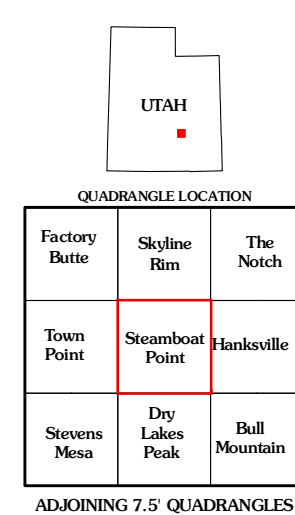 UTAH
QUADRANGLE LOCATION
Factory
Butte
Skyline
Rim
The
Notch
Town
Point
Steamboat
Point
Hanksville
Stevens
Mesa
Dry
Lakes
Peak
Bull
Mountain
ADJOINING 7.5' QUADRANGLES